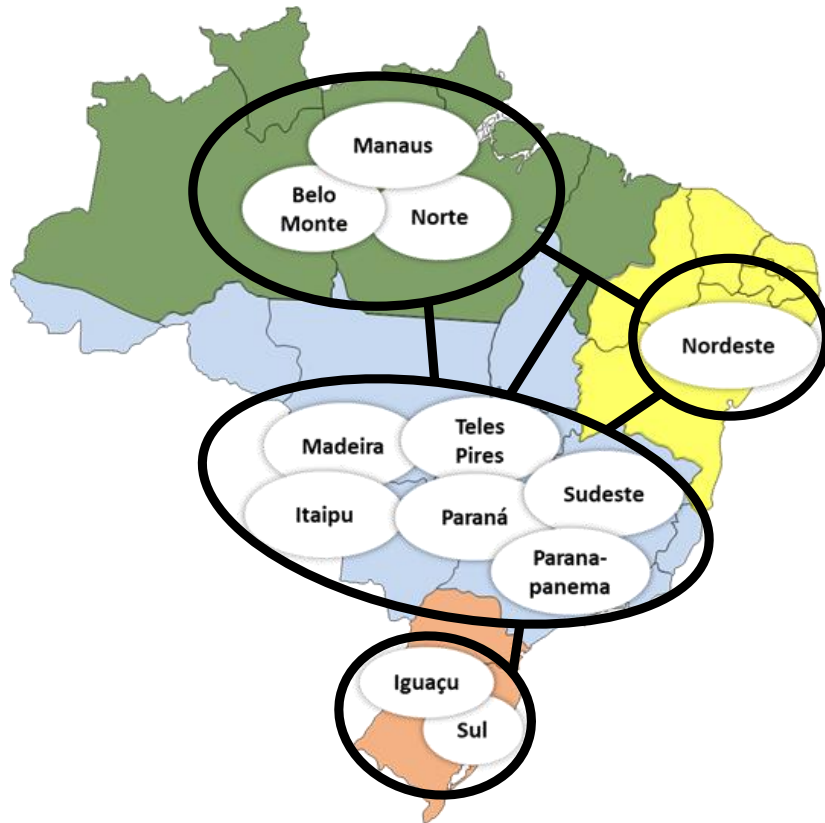 Manaus
Belo
Monte
Norte
Nordeste
Madeira
Teles
Pires
Sudeste
Itaipu
Paraná
Parana-
panema
Iguaçu
Sul